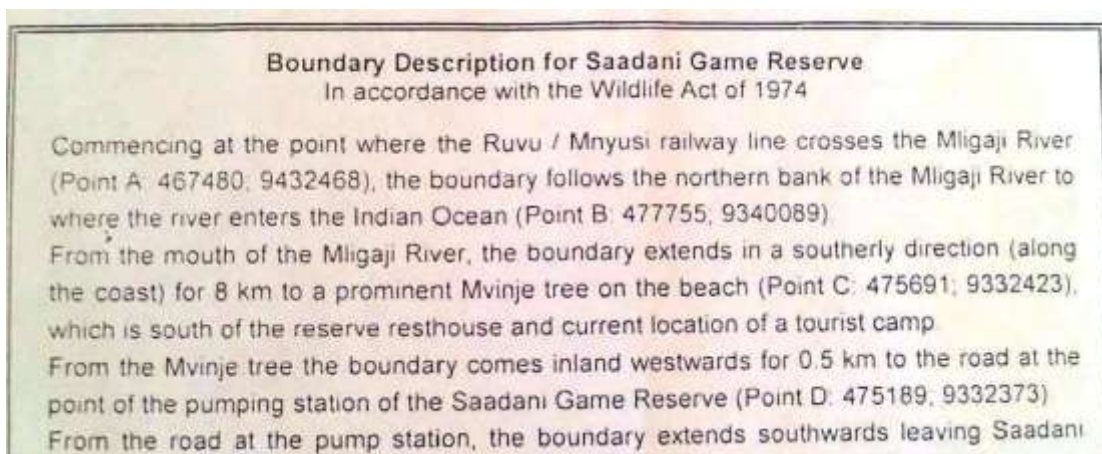 Boundary Description for Saadani Game Reserve
In accordance with the Wildlife Act of 1974
Commencing at the point where the Ruvu / Mnyusi railway line crosses the Mligaji River
(Point A: 467480; 9432468), the boundary follows the northern bank of the Mligaji River to
where the river enters the Indian Ocean (Point B: 477755; 9340089)
From the mouth of the Mligaji River, the boundary extends in a southerly direction (along
the coast) for 8 km to a prominent Mvinje tree on the beach (Point C: 475691; 9332423),
which is south of the reserve resthouse and current location of a tourist camp
From the Mvinje tree the boundary comes inland westwards for 0.5 km to the road at the
point of the pumping station of the Saadani Game Reserve (Point D: 475189; 9332373)
From the road at the pump station, the boundary extends southwards leaving Saadani